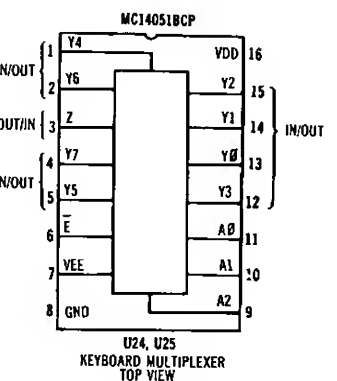 MC14051BCP
1 Y4 VDD 16
IN/OUT
2 Y6 Y2 15
OUT/IN 3 Z Y1 14
IN/OUT
4 Y7 YØ 13
IN/OUT
5 Y5 Y3 12
6 E̅ AØ 11
7 VEE A1 10
8 GND A2 9
U24, U25
KEYBOARD MULTIPLEXER
TOP VIEW